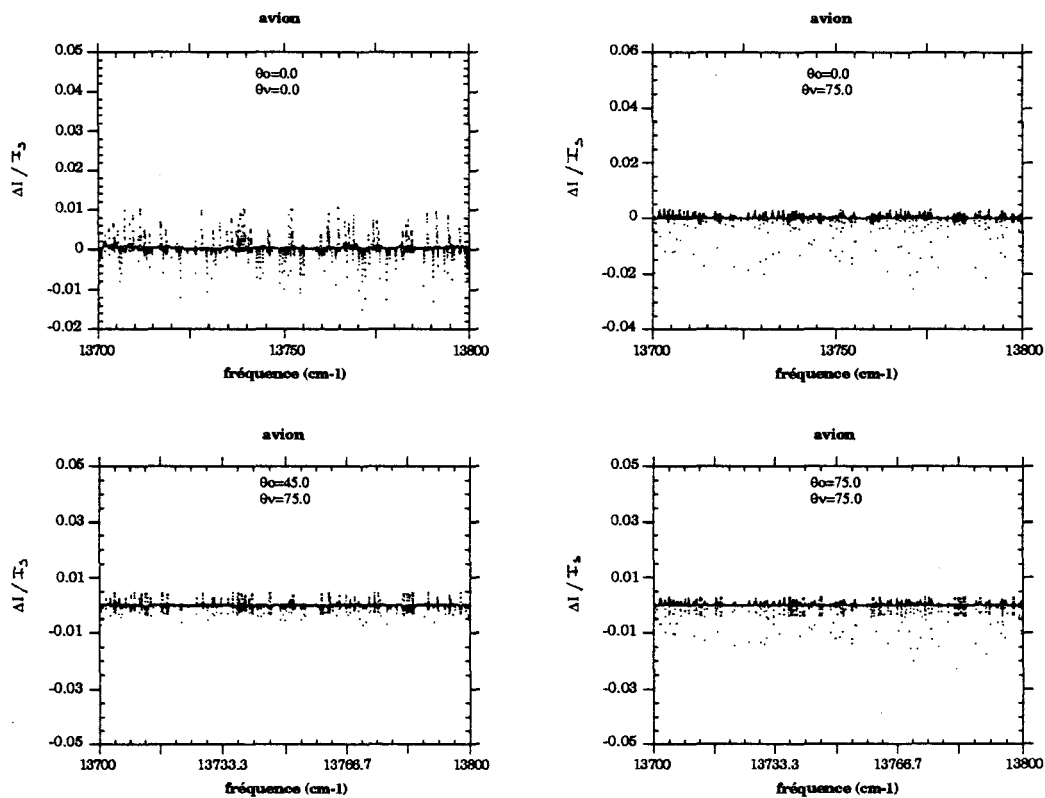 avion
θo=0.0
θv=0.0
0.05
0.04
0.03
0.02
0.01
0
-0.01
-0.02
ΔI / I_s
13700
13750
13800
fréquence (cm-1)
avion
θo=0.0
θv=75.0
0.06
0.04
0.02
0
-0.02
-0.04
ΔI / I_s
13700
13750
13800
fréquence (cm-1)
avion
θo=45.0
θv=75.0
0.05
0.03
0.01
-0.01
-0.03
-0.05
ΔI / I_s
13700
13733.3
13766.7
13800
fréquence (cm-1)
avion
θo=75.0
θv=75.0
0.05
0.03
0.01
-0.01
-0.03
-0.05
ΔI / I_s
13700
13733.3
13766.7
13800
fréquence (cm-1)